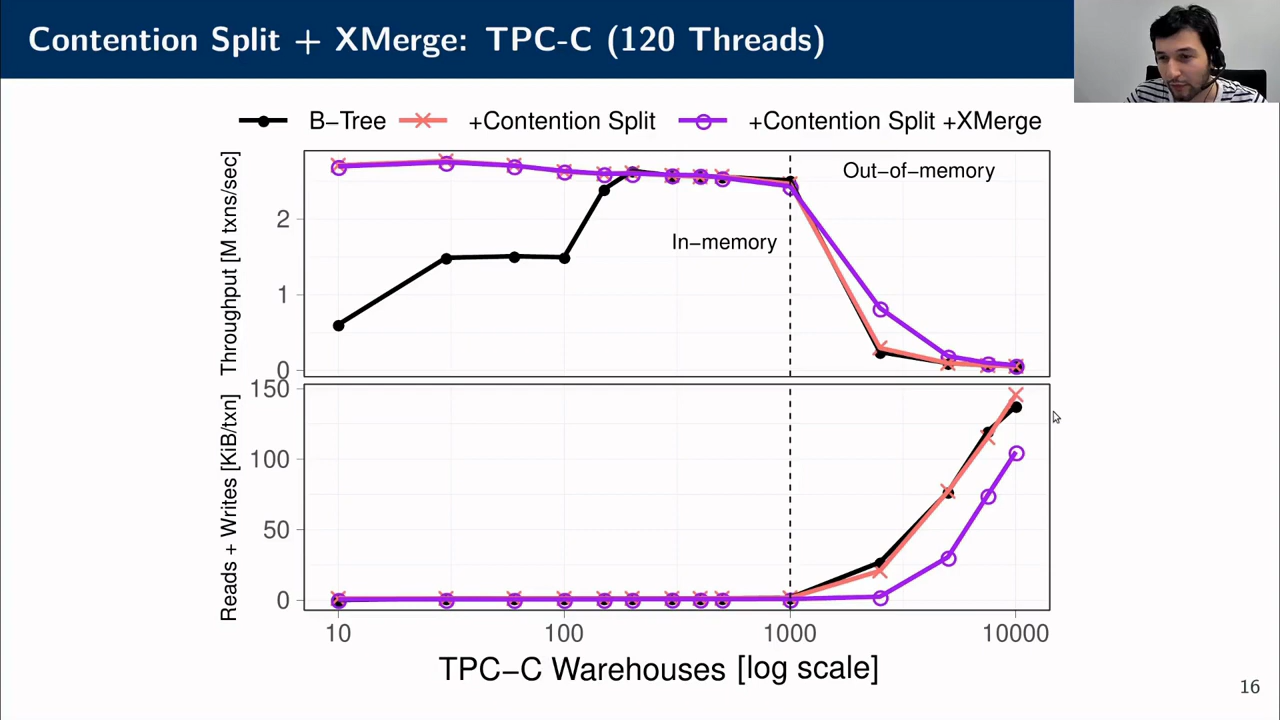 Contention Split + XMerge: TPC-C (120 Threads)
B−Tree +Contention Split +Contention Split +XMerge
Throughput [M txns/sec]
2
1
0
In−memory
Out−of−memory
Reads + Writes [KiB/txn]
150
100
50
0
10 100 1000 10000
TPC−C Warehouses [log scale]
16